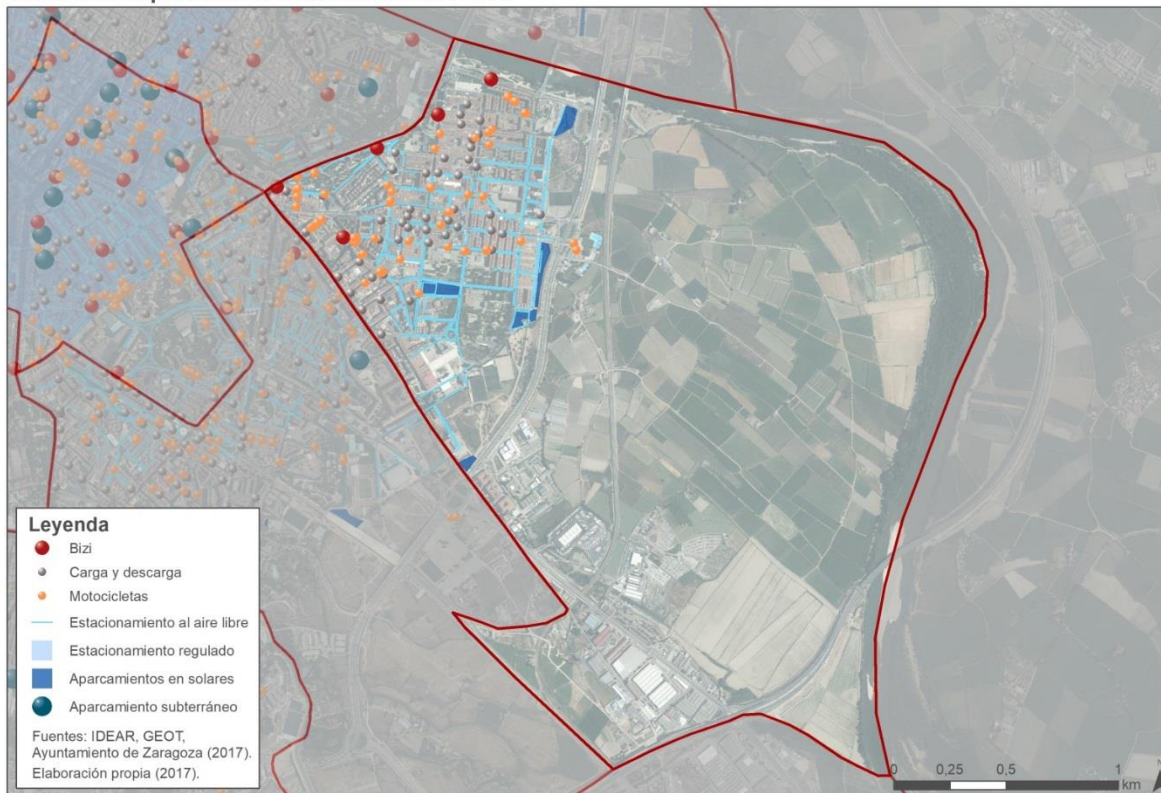 Leyenda
Bizi
Carga y descarga
Motocicletas
Estacionamiento al aire libre
Estacionamiento regulado
Aparcamientos en solares
Aparcamiento subterráneo
Fuentes: IDEAR, GEOT,
Ayuntamiento de Zaragoza (2017).
Elaboración propia (2017).
0 0,25 0,5 1
km